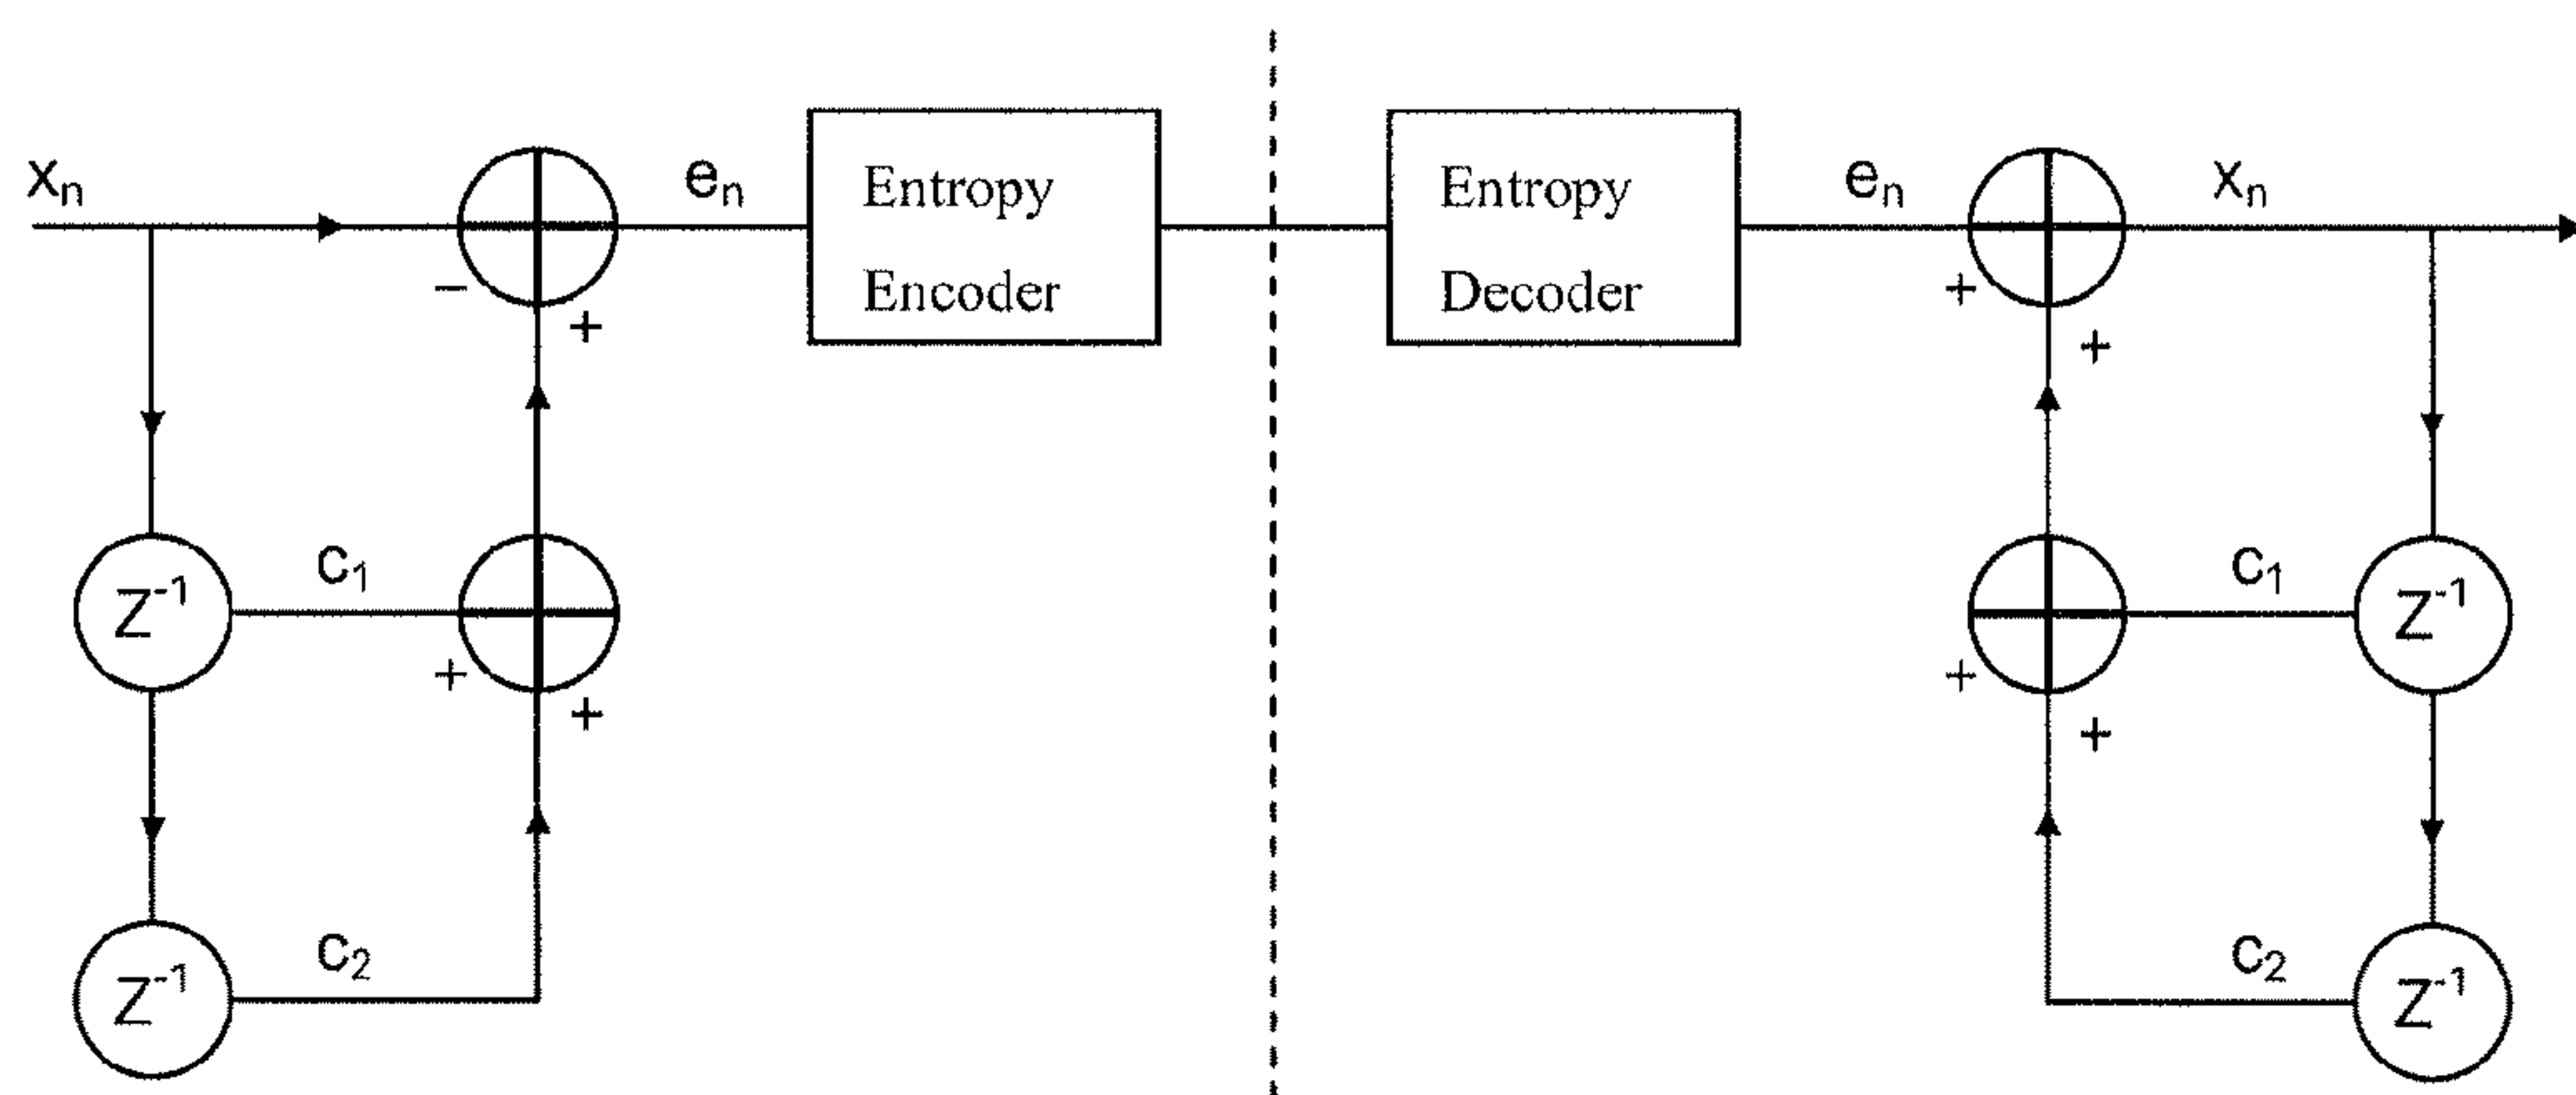 xₙ
eₙ
Entropy
Encoder
Entropy
Decoder
eₙ
xₙ
−
+
+
+
Z⁻¹
c₁
+
+
c₁
Z⁻¹
+
+
Z⁻¹
c₂
c₂
Z⁻¹